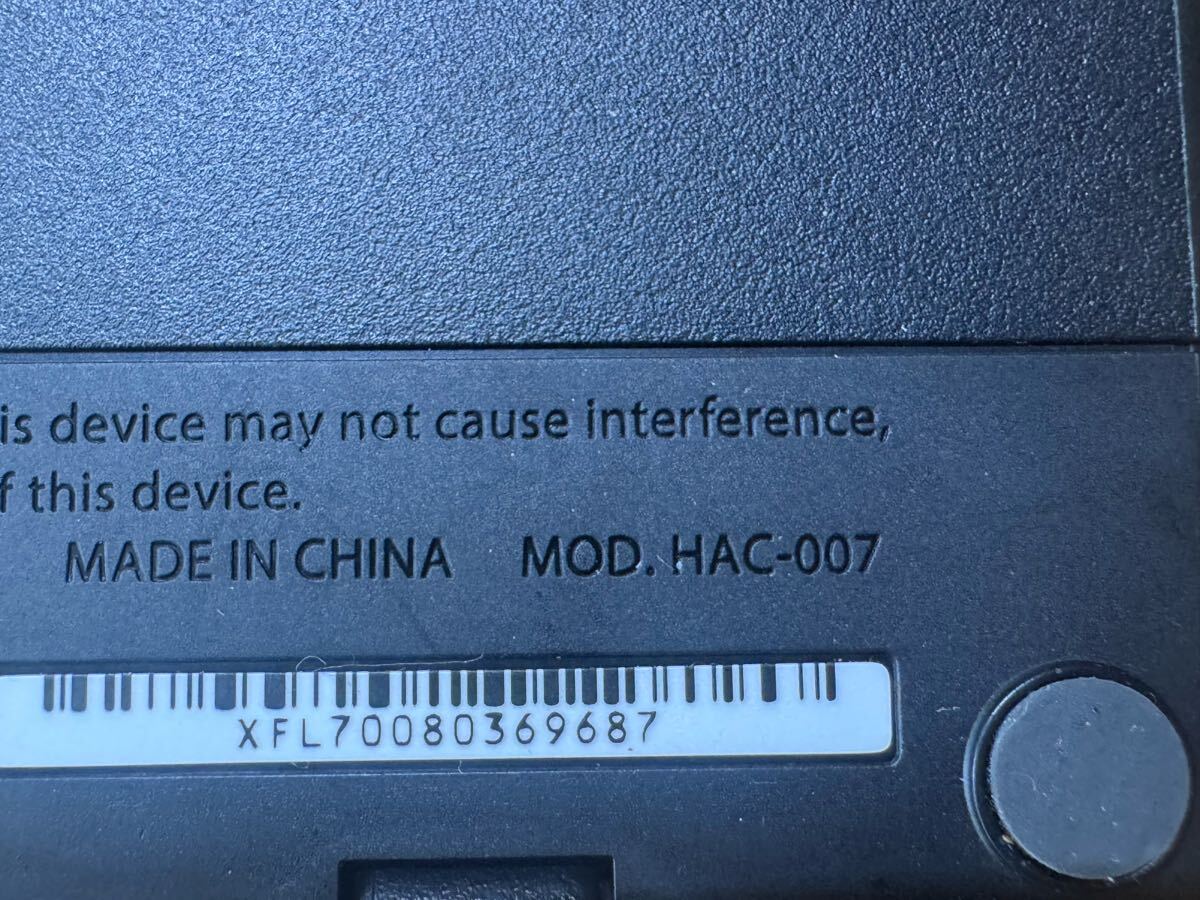 is device may not cause interference,
f this device.
MADE IN CHINA MOD. HAC-007
XFL70080369687